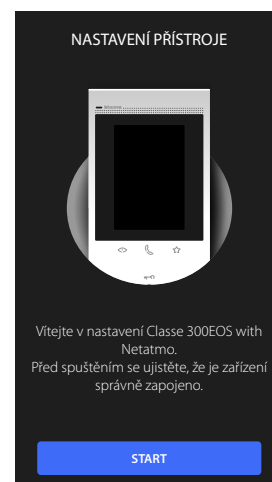 NASTAVENÍ PŘÍSTROJE
Vítejte v nastavení Classe 300EOS with
Netatmo.
Před spuštěním se ujistěte, že je zařízení
správně zapojeno.
START